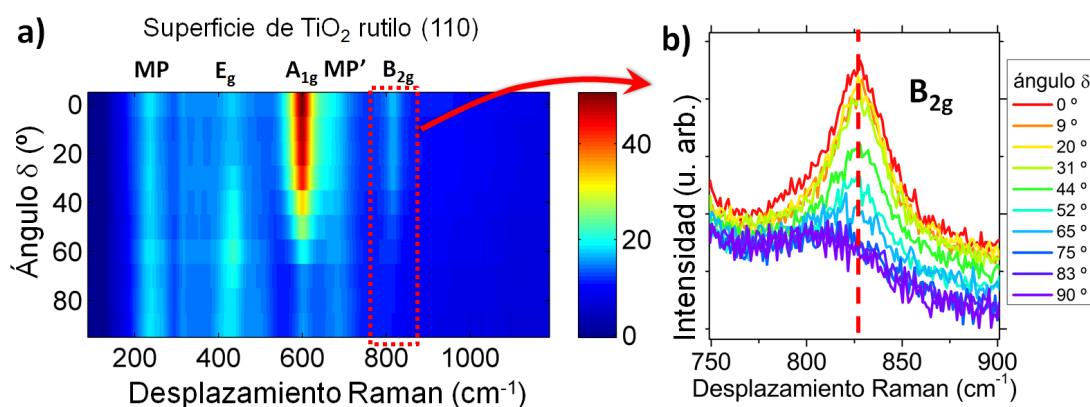 a)
Superficie de TiO2 rutilo (110)
MP Eg A1g MP' B2g
0
20
40
60
80
Ángulo δ (º)
200 400 600 800 1000
Desplazamiento Raman (cm-1)
40
20
0
b)
B2g
Intensidad (u. arb.)
750 800 850 900
Desplazamiento Raman (cm-1)
ángulo δ
0 º
9 º
20 º
31 º
44 º
52 º
65 º
75 º
83 º
90 º